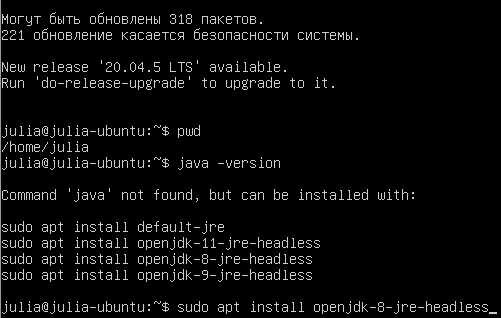 Могут быть обновлены 318 пакетов.
221 обновление касается безопасности системы.
New release '20.04.5 LTS' available.
Run 'do-release-upgrade' to upgrade to it.
julia@julia-ubuntu:~$ pwd
/home/julia
julia@julia-ubuntu:~$ java -version
Command 'java' not found, but can be installed with:
sudo apt install default-jre
sudo apt install openjdk-11-jre-headless
sudo apt install openjdk-8-jre-headless
sudo apt install openjdk-9-jre-headless
julia@julia-ubuntu:~$ sudo apt install openjdk-8-jre-headless_